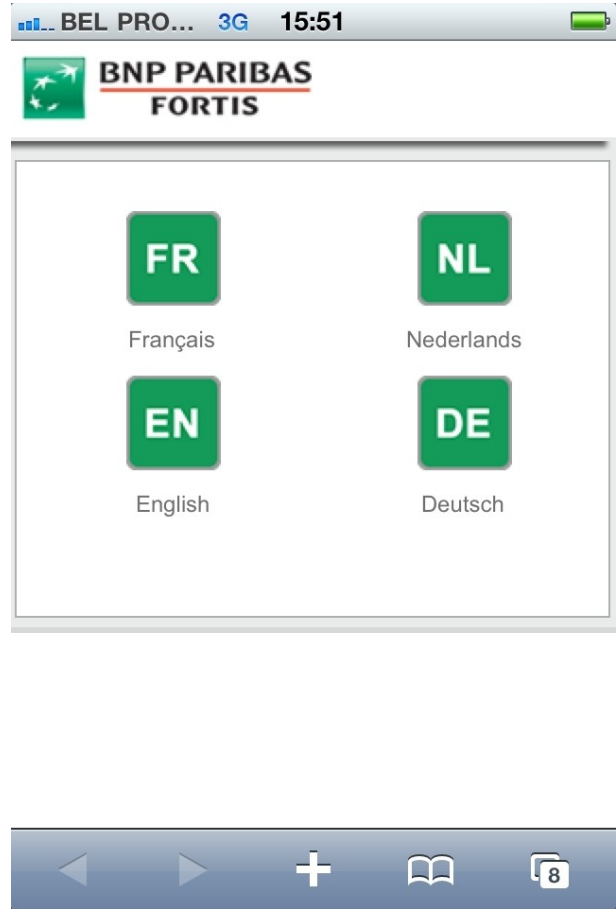 BEL PRO... 3G 15:51
BNP PARIBAS
FORTIS
FR NL
Français Nederlands
EN DE
English Deutsch
8